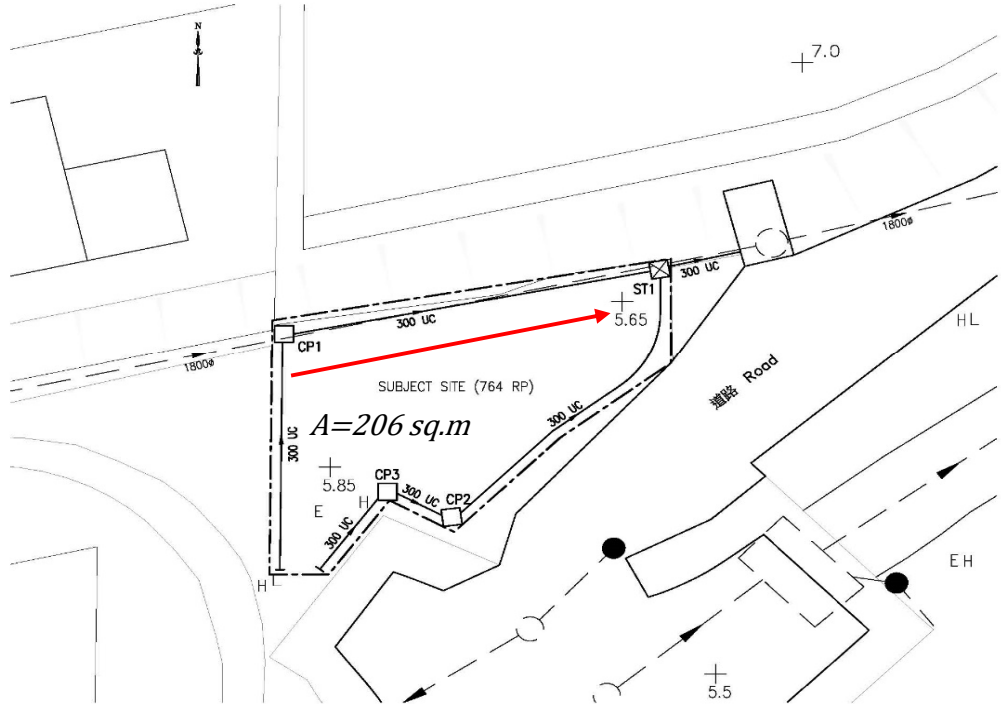 N
7.0
1800ø
300 UC
ST1
5.65
HL
300 UC
CP1
1800ø
SUBJECT SITE (764 RP)
道路 Road
A=206 sq.m
300 UC
300 UC
5.85
CP3
300 UC
CP2
E
H
300 UC
EH
H
5.5